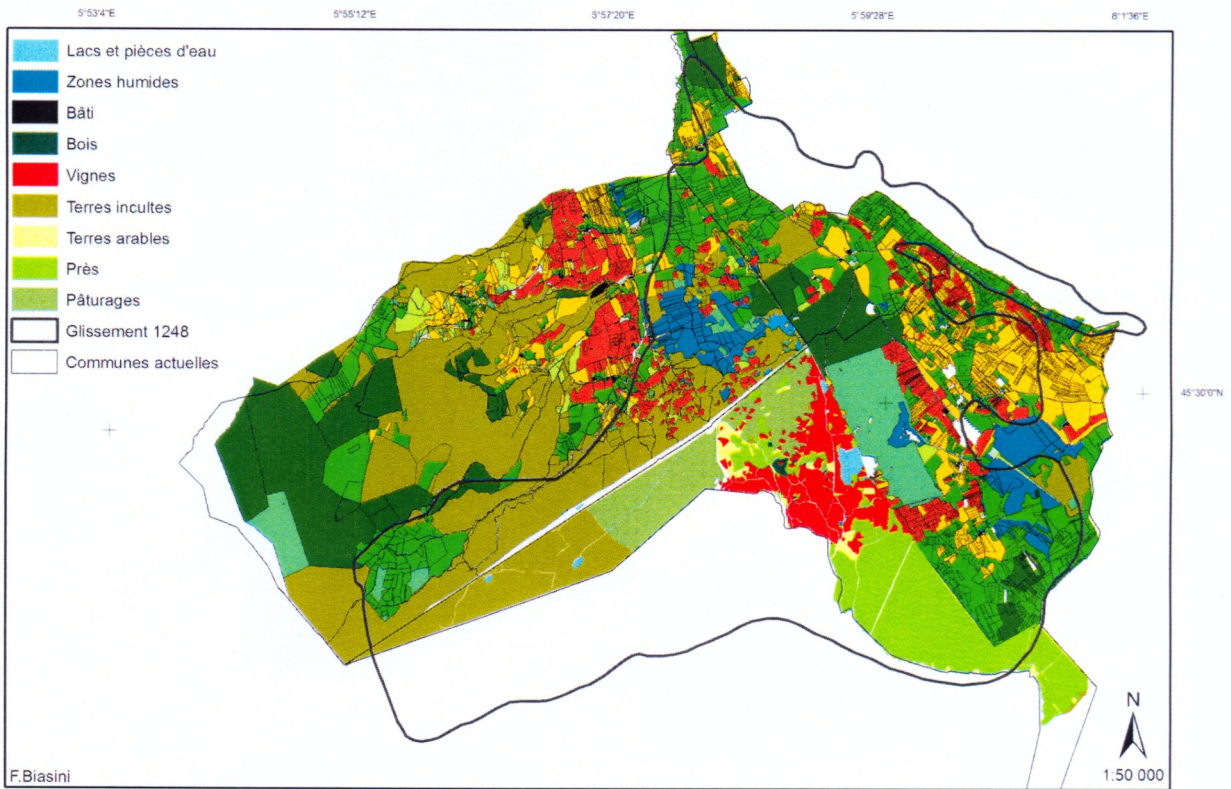 5°53'4"E 5°55'12"E 5°57'20"E 5°59'28"E 8°1'36"E
Lacs et pièces d'eau
Zones humides
Bâti
Bois
Vignes
Terres incultes
Terres arables
Près
Pâturages
Glissement 1248
Communes actuelles
45°30'0"N
N
1:50 000
F.Biasini